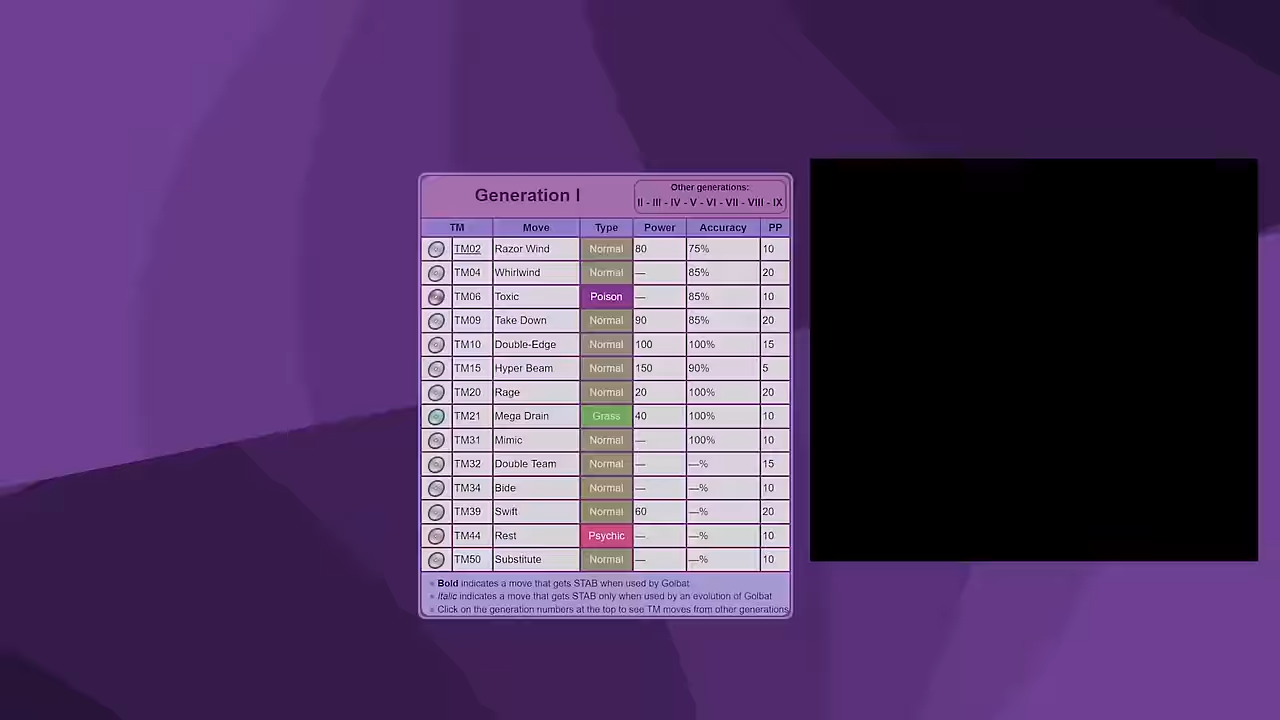 Generation I
Other generations:
II - III - IV - V - VI - VII - VIII - IX
TM Move Type Power Accuracy PP
TM02 Razor Wind Normal 80 75% 10
TM04 Whirlwind Normal — 85% 20
TM06 Toxic Poison — 85% 10
TM09 Take Down Normal 90 85% 20
TM10 Double-Edge Normal 100 100% 15
TM15 Hyper Beam Normal 150 90% 5
TM20 Rage Normal 20 100% 20
TM21 Mega Drain Grass 40 100% 10
TM31 Mimic Normal — 100% 10
TM32 Double Team Normal — —% 15
TM34 Bide Normal — —% 10
TM39 Swift Normal 60 —% 20
TM44 Rest Psychic — —% 10
TM50 Substitute Normal — —% 10
Bold indicates a move that gets STAB when used by Golbat
Italic indicates a move that gets STAB only when used by an evolution of Golbat
Click on the generation numbers at the top to see TM moves from other generations